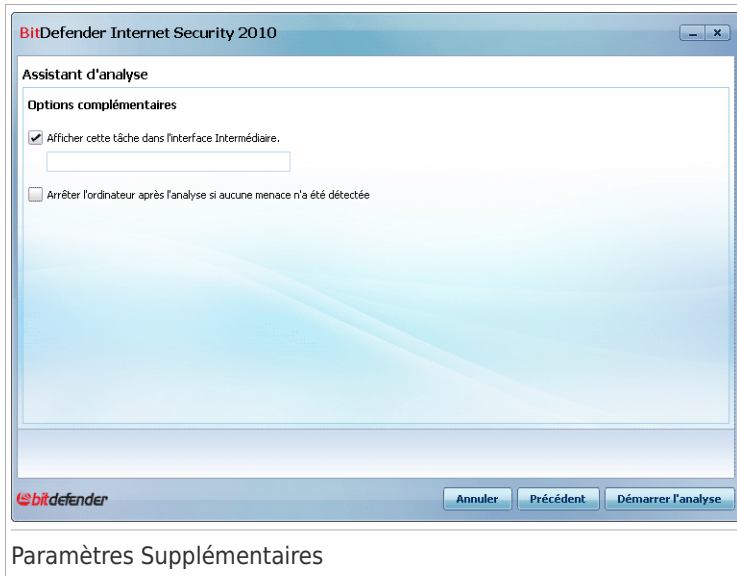 BitDefender Internet Security 2010
Assistant d'analyse
Options complémentaires
Afficher cette tâche dans l'interface Intermédiaire.
Arrêter l'ordinateur après l'analyse si aucune menace n'a été détectée
bitdefender
Annuler
Précédent
Démarrer l'analyse
Paramètres Supplémentaires